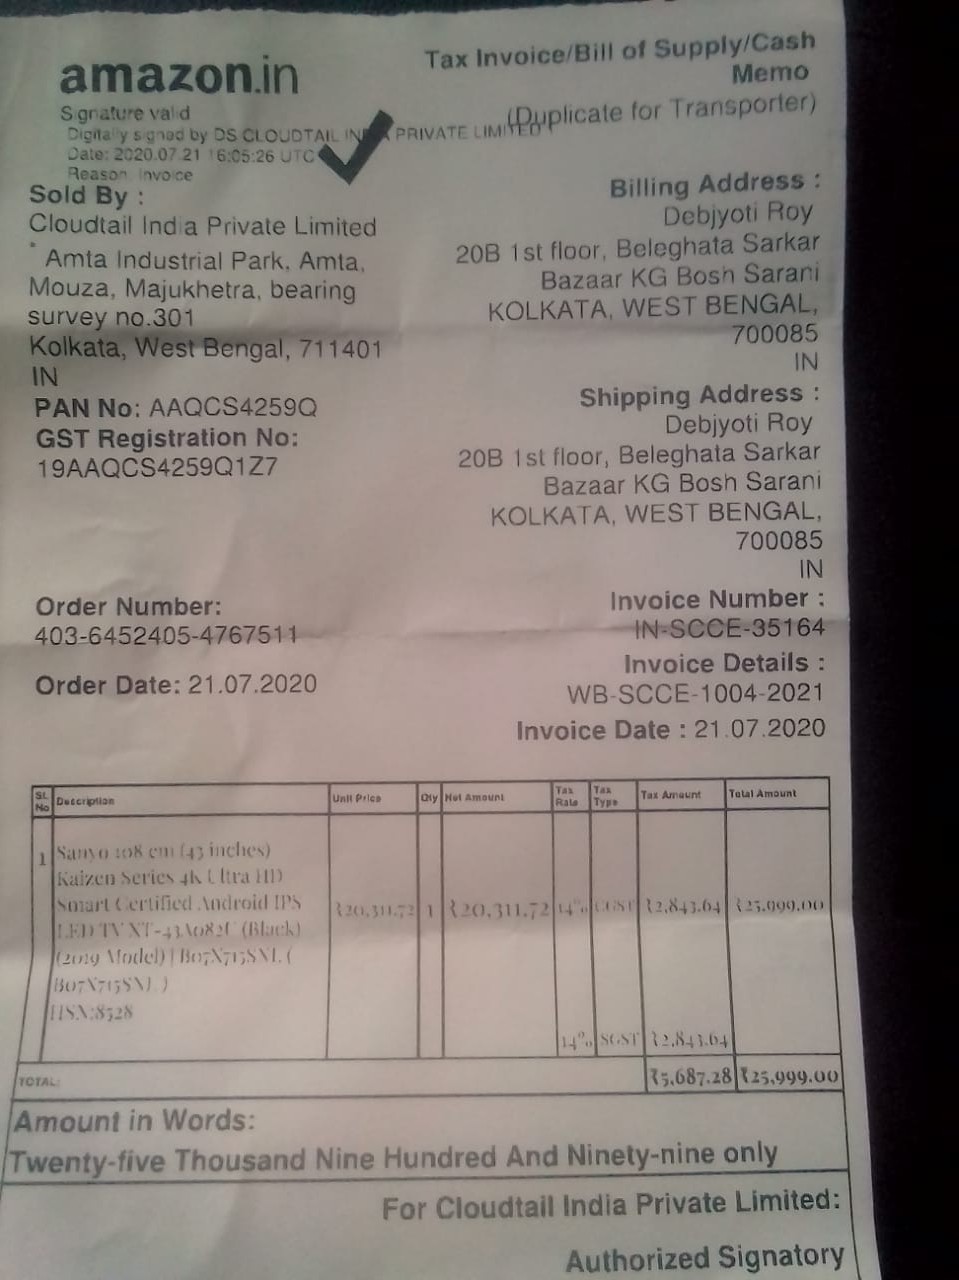 amazon.in
Tax Invoice/Bill of Supply/Cash
Memo
(Duplicate for Transporter)
Signature valid
Digitally signed by DS CLOUDTAIL INDIA PRIVATE LIMITED
Date: 2020.07.21 16:05:26 UTC
Reason: Invoice
Sold By :
Cloudtail India Private Limited
* Amta Industrial Park, Amta,
Mouza, Majukhetra, bearing
survey no.301
Kolkata, West Bengal, 711401
IN
PAN No: AAQCS4259Q
GST Registration No:
19AAQCS4259Q1Z7
Billing Address :
Debjyoti Roy
20B 1st floor, Beleghata Sarkar
Bazaar KG Bosh Sarani
KOLKATA, WEST BENGAL,
700085
IN
Shipping Address :
Debjyoti Roy
20B 1st floor, Beleghata Sarkar
Bazaar KG Bosh Sarani
KOLKATA, WEST BENGAL,
700085
IN
Order Number:
403-6452405-4767511
Order Date: 21.07.2020
Invoice Number :
IN-SCCE-35164
Invoice Details :
WB-SCCE-1004-2021
Invoice Date : 21.07.2020
Sl. No Description Unit Price Qty Net Amount Tax Rate Tax Type Tax Amount Total Amount
1 Sanyo 108 cm (43 inches)
Kaizen Series 4K Ultra HD
Smart Certified Android IPS ₹20,311.72 1 ₹20,311.72 14% CGST ₹2,843.64 ₹25,999.00
LED TV XT-43A082U (Black)
(2019 Model) | B07X715SNL (
B07X715SNL )
HSN:8528
14% SGST ₹2,843.64
TOTAL: ₹5,687.28 ₹25,999.00
Amount in Words:
Twenty-five Thousand Nine Hundred And Ninety-nine only
For Cloudtail India Private Limited:
Authorized Signatory